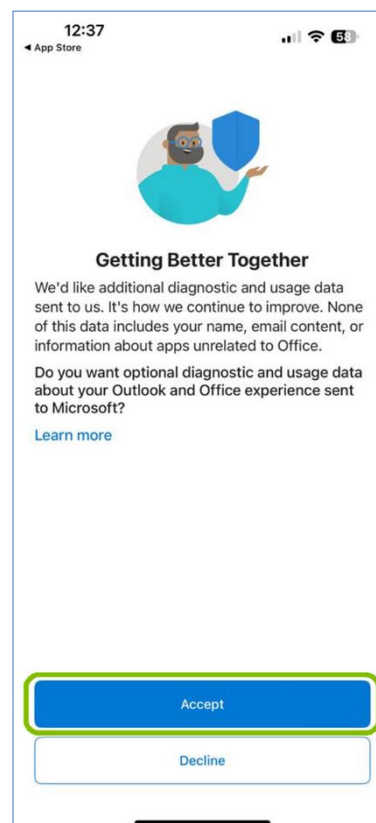 12:37
58
◀ App Store
Getting Better Together
We'd like additional diagnostic and usage data
sent to us. It's how we continue to improve. None
of this data includes your name, email content, or
information about apps unrelated to Office.
Do you want optional diagnostic and usage data
about your Outlook and Office experience sent
to Microsoft?
Learn more
Accept
Decline